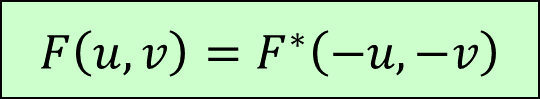 F(u, v) = F*(−u, −v)